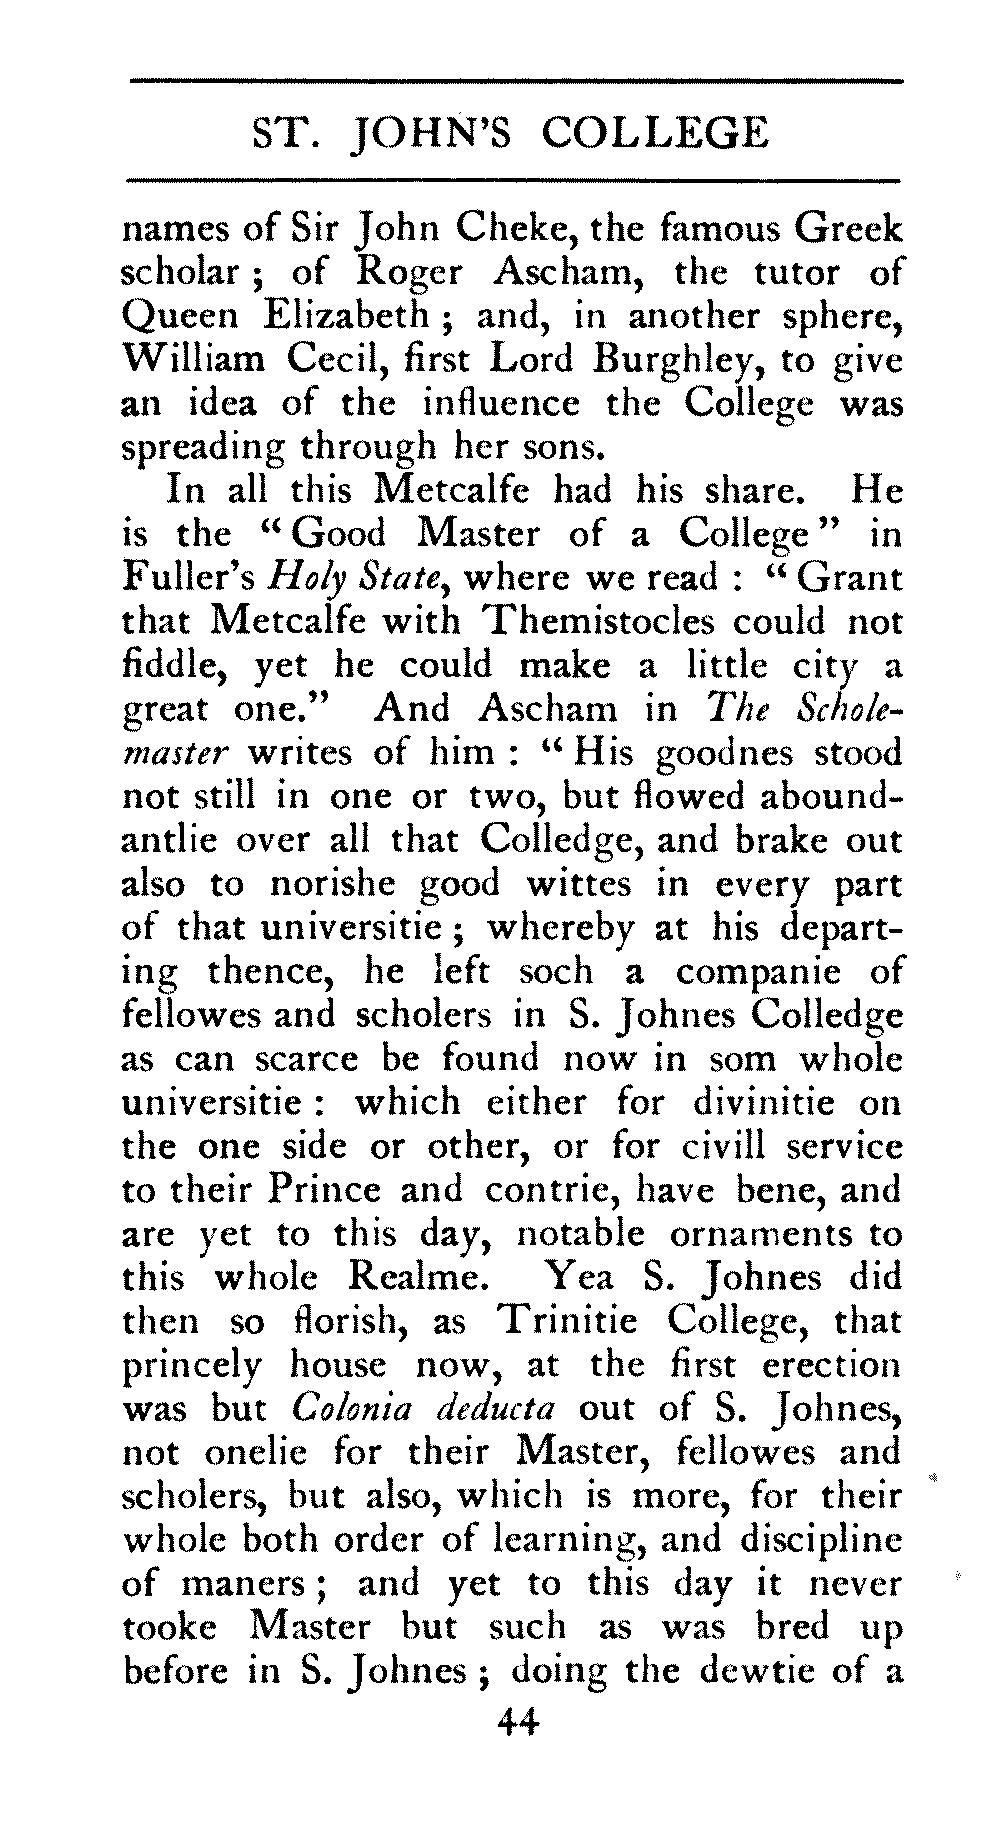 ST. JOHN'S COLLEGE
names of Sir John Cheke, the famous Greek
scholar ; of Roger Ascham, the tutor of
Queen Elizabeth ; and, in another sphere,
William Cecil, first Lord Burghley, to give
an idea of the influence the College was
spreading through her sons.
In all this Metcalfe had his share. He
is the “ Good Master of a College ” in
Fuller's Holy State, where we read : “ Grant
that Metcalfe with Themistocles could not
fiddle, yet he could make a little city a
great one.” And Ascham in The Schole-
master writes of him : “ His goodnes stood
not still in one or two, but flowed abound-
antlie over all that Colledge, and brake out
also to norishe good wittes in every part
of that universitie ; whereby at his depart-
ing thence, he left soch a companie of
fellowes and scholers in S. Johnes Colledge
as can scarce be found now in som whole
universitie : which either for divinitie on
the one side or other, or for civill service
to their Prince and contrie, have bene, and
are yet to this day, notable ornaments to
this whole Realme. Yea S. Johnes did
then so florish, as Trinitie College, that
princely house now, at the first erection
was but Colonia deducta out of S. Johnes,
not onelie for their Master, fellowes and
scholers, but also, which is more, for their
whole both order of learning, and discipline
of maners ; and yet to this day it never
tooke Master but such as was bred up
before in S. Johnes ; doing the dewtie of a
44